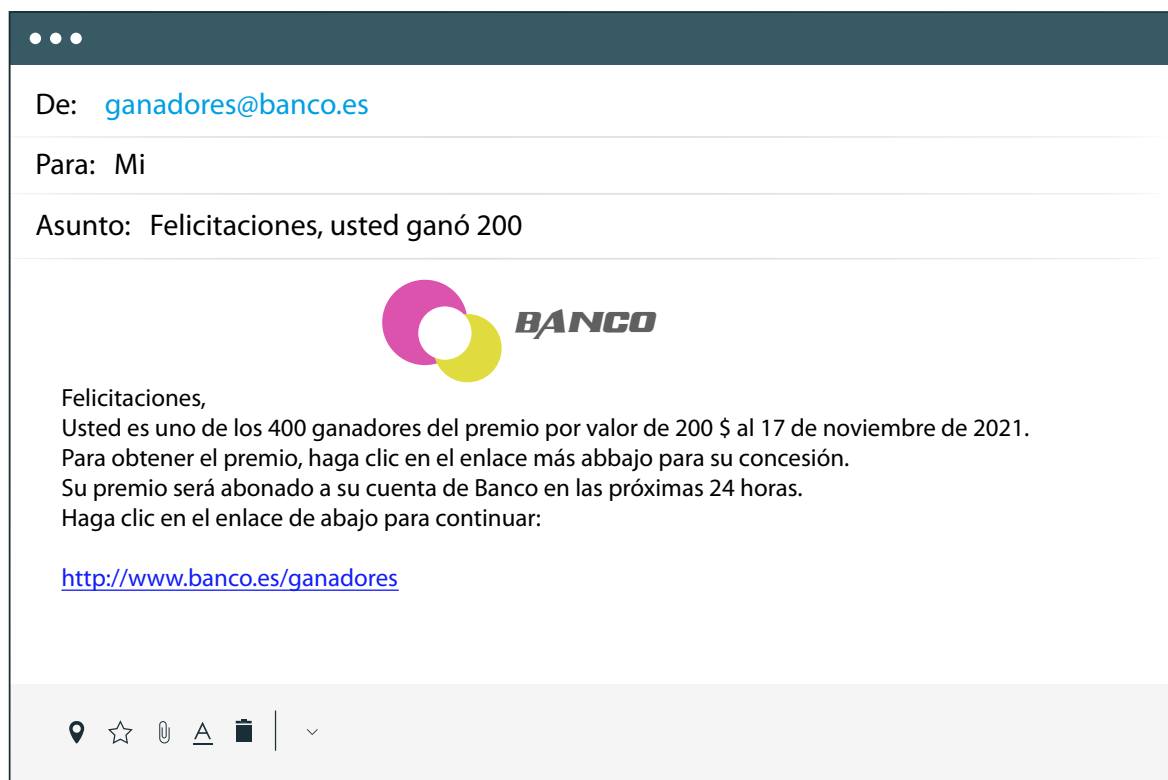 De: ganadores@banco.es
Para: Mi
Asunto: Felicitaciones, usted ganó 200
BANCO
Felicitaciones,
Usted es uno de los 400 ganadores del premio por valor de 200 $ al 17 de noviembre de 2021.
Para obtener el premio, haga clic en el enlace más abbajo para su concesión.
Su premio será abonado a su cuenta de Banco en las próximas 24 horas.
Haga clic en el enlace de abajo para continuar:
http://www.banco.es/ganadores
A